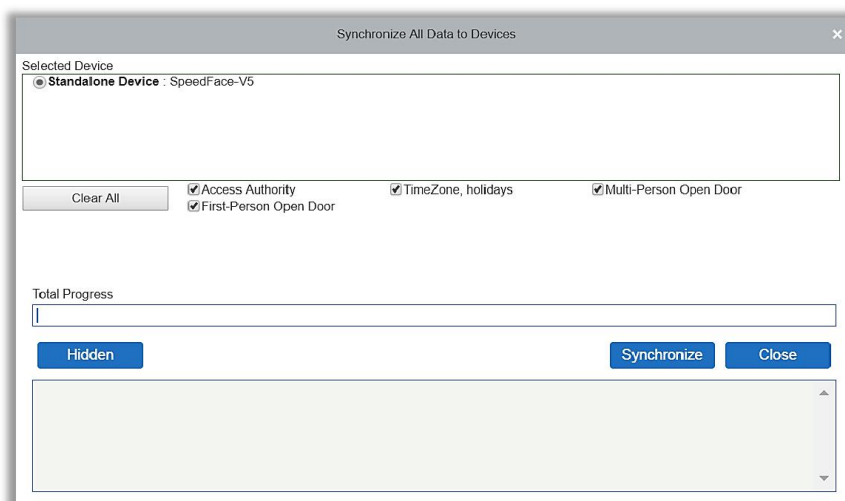 Synchronize All Data to Devices
Selected Device
Standalone Device : SpeedFace-V5
Clear All
Access Authority
TimeZone, holidays
Multi-Person Open Door
First-Person Open Door
Total Progress
Hidden
Synchronize
Close